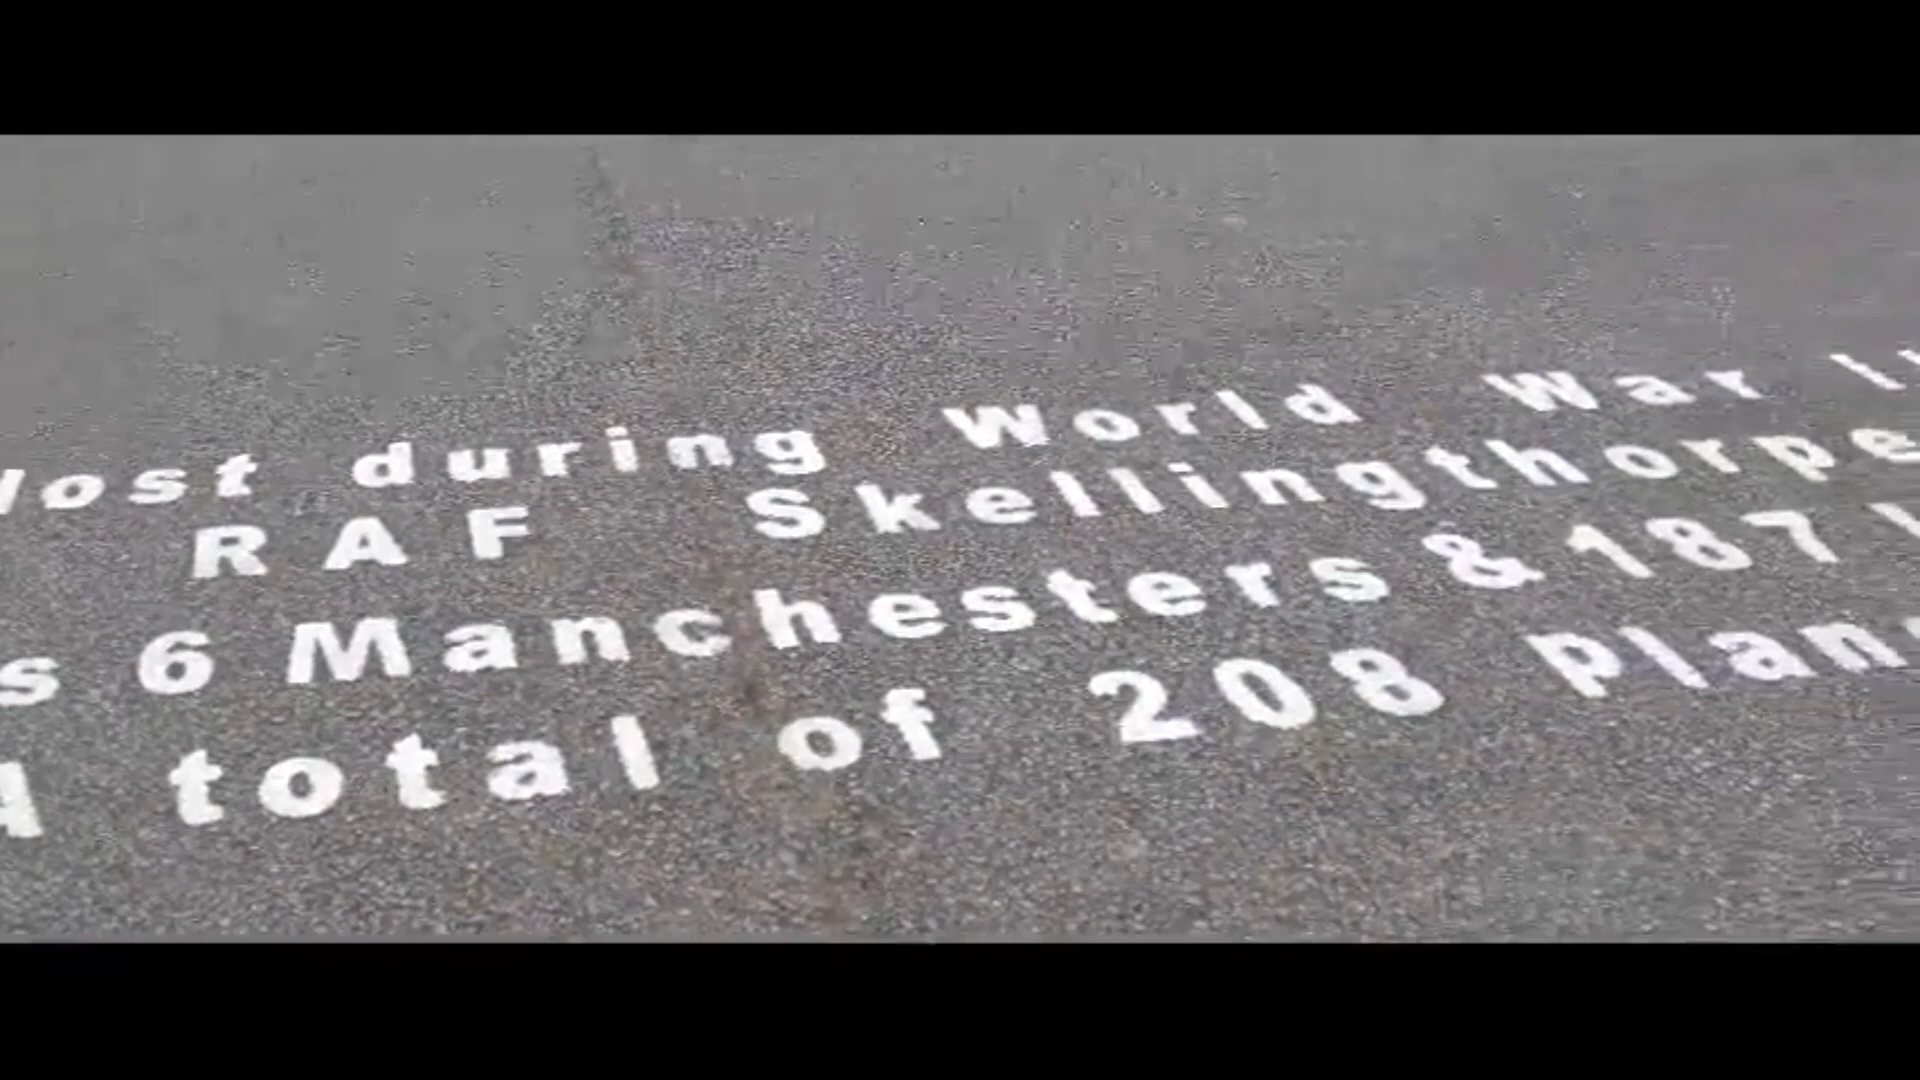 lost during World War I
RAF Skellingthorpe
s 6 Manchesters & 187
total of 208 Plan